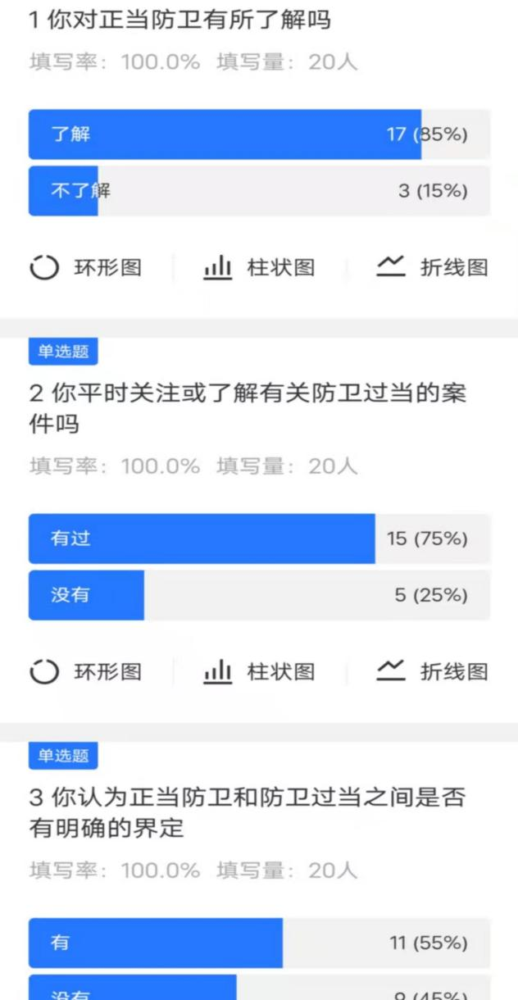 1 你对正当防卫有所了解吗
填写率：100.0% 填写量：20人
了解 17 (85%)
不了解 3 (15%)
环形图 柱状图 折线图
单选题
2 你平时关注或了解有关防卫过当的案
件吗
填写率：100.0% 填写量：20人
有过 15 (75%)
没有 5 (25%)
环形图 柱状图 折线图
单选题
3 你认为正当防卫和防卫过当之间是否
有明确的界定
填写率：100.0% 填写量：20人
有 11 (55%)
没有 9 (45%)